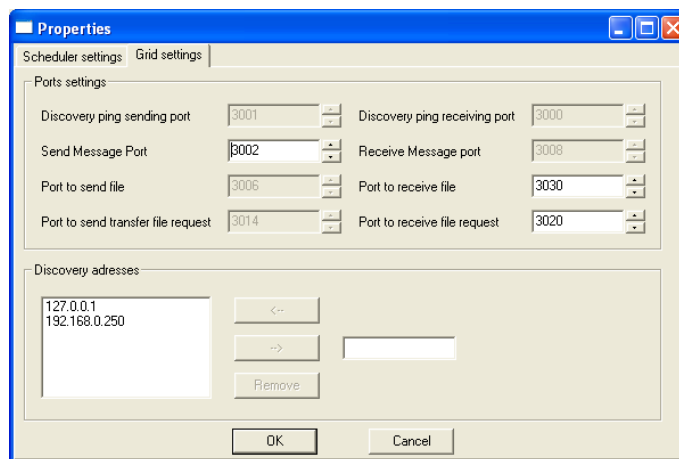 Properties
Scheduler settings Grid settings
Ports settings
Discovery ping sending port 3001 Discovery ping receiving port 3000
Send Message Port 3002 Receive Message port 3008
Port to send file 3006 Port to receive file 3030
Port to send transfer file request 3014 Port to receive file request 3020
Discovery adresses
127.0.0.1
192.168.0.250
<--
-->
Remove
OK Cancel